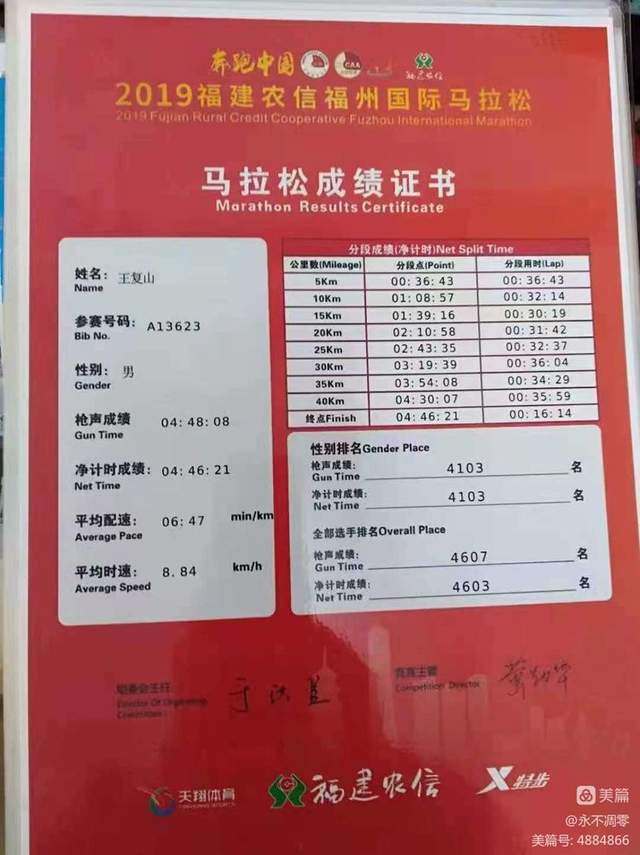 奔跑中国
CAA
福建农信
2019福建农信福州国际马拉松
2019 Fujian Rural Credit Cooperative Fuzhou International Marathon
马拉松成绩证书
Marathon Results Certificate
姓名: 王复山
Name
参赛号码: A13623
Bib No.
性别: 男
Gender
枪声成绩 04:48:08
Gun Time
净计时成绩: 04:46:21
Net Time
平均配速: 06:47 min/km
Average Pace
平均时速: 8.84 km/h
Average Speed
分段成绩(净计时)Net Split Time
公里数(Mileage) 分段点(Point) 分段用时(Lap)
5Km 00:36:43 00:36:43
10Km 01:08:57 00:32:14
15Km 01:39:16 00:30:19
20Km 02:10:58 00:31:42
25Km 02:43:35 00:32:37
30Km 03:19:39 00:36:04
35Km 03:54:08 00:34:29
40Km 04:30:07 00:35:59
终点Finish 04:46:21 00:16:14
性别排名Gender Place
枪声成绩: 4103 名
Gun Time
净计时成绩: 4103 名
Net Time
全部选手排名Overall Place
枪声成绩: 4607 名
Gun Time
净计时成绩: 4603 名
Net Time
组委会主任
Director Of Organizing
Committee
竞赛主管
Competition Director
天翔体育
福建农信
X特步
美篇
@永不凋零
美篇号: 4884866